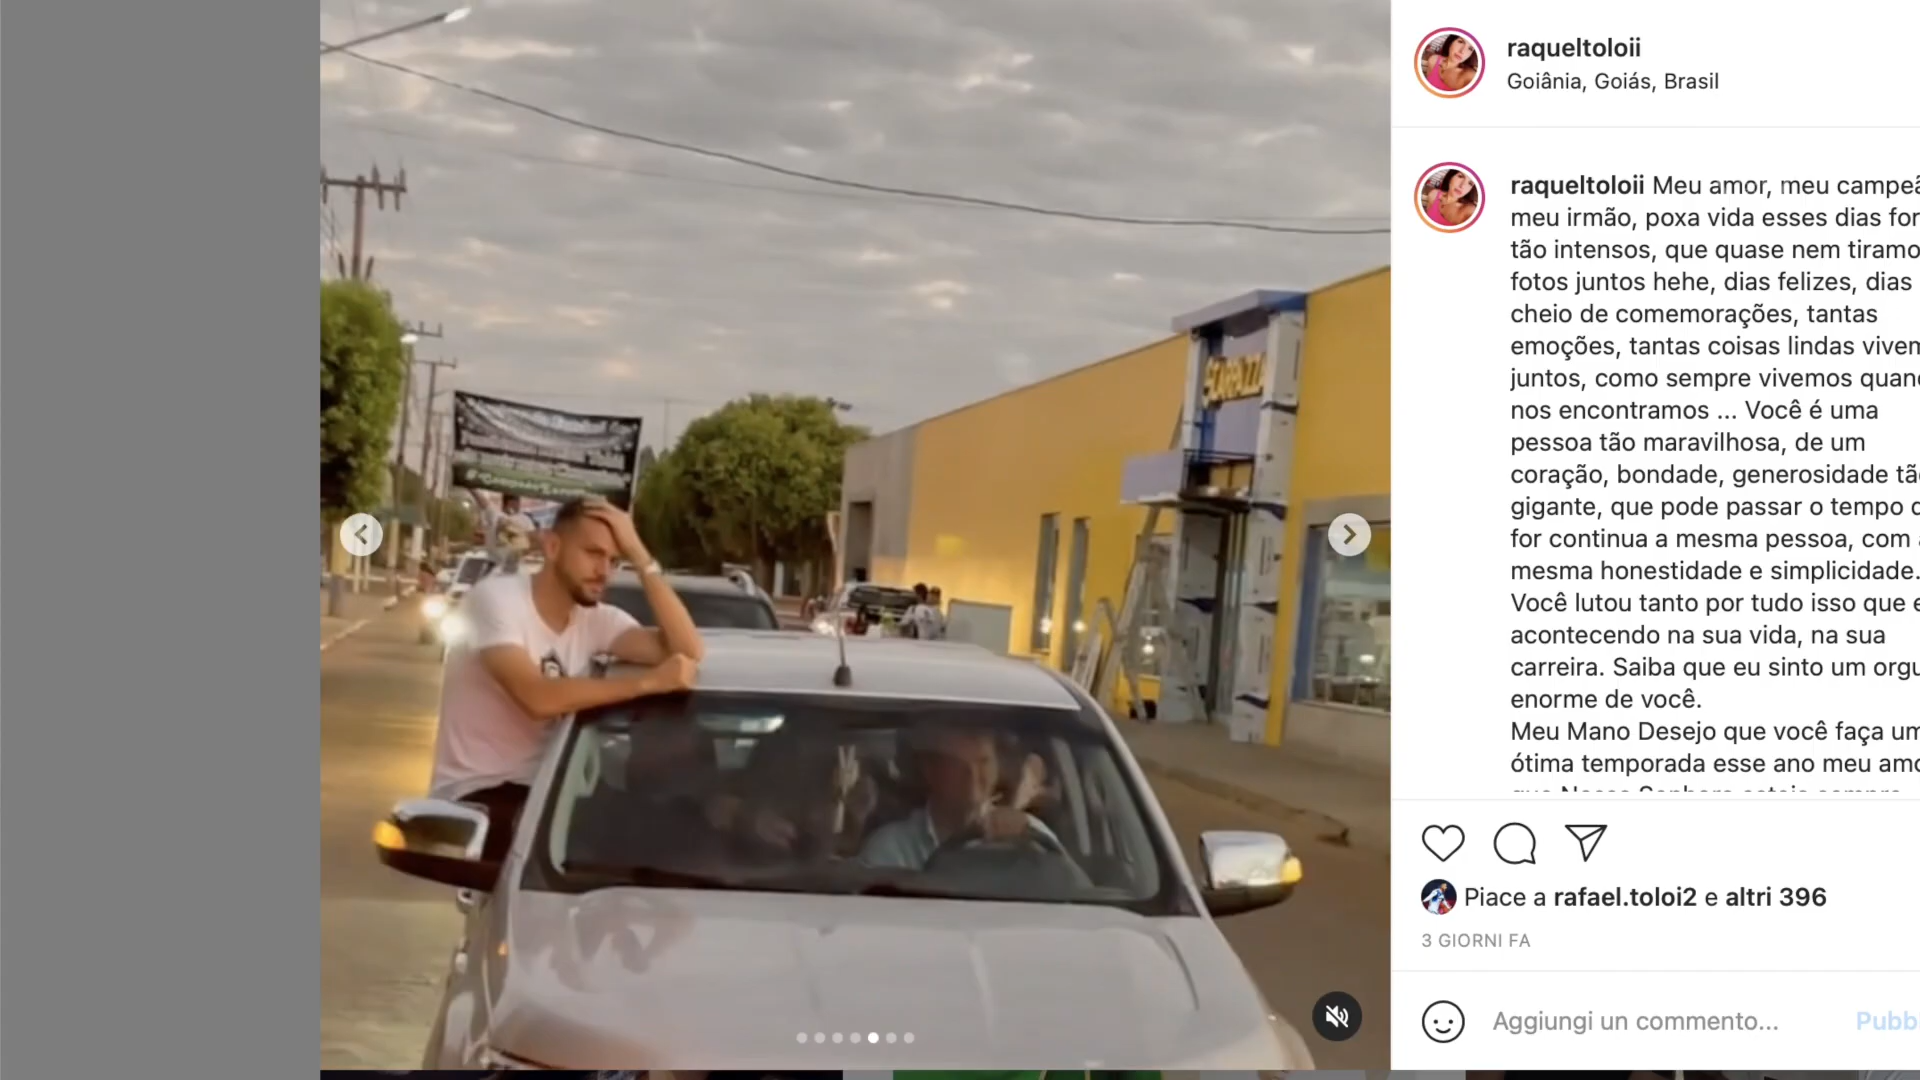 raqueltoloii
Goiânia, Goiás, Brasil
raqueltoloii Meu amor, meu campeã
meu irmão, poxa vida esses dias for
tão intensos, que quase nem tiramo
fotos juntos hehe, dias felizes, dias
cheio de comemorações, tantas
emoções, tantas coisas lindas vivem
juntos, como sempre vivemos quan
nos encontramos ... Você é uma
pessoa tão maravilhosa, de um
coração, bondade, generosidade tã
gigante, que pode passar o tempo
for continua a mesma pessoa, com
mesma honestidade e simplicidade.
Você lutou tanto por tudo isso que e
acontecendo na sua vida, na sua
carreira. Saiba que eu sinto um orgu
enorme de você.
Meu Mano Desejo que você faça um
ótima temporada esse ano meu amo
Piace a rafael.toloi2 e altri 396
3 GIORNI FA
Aggiungi un commento...
Pubb